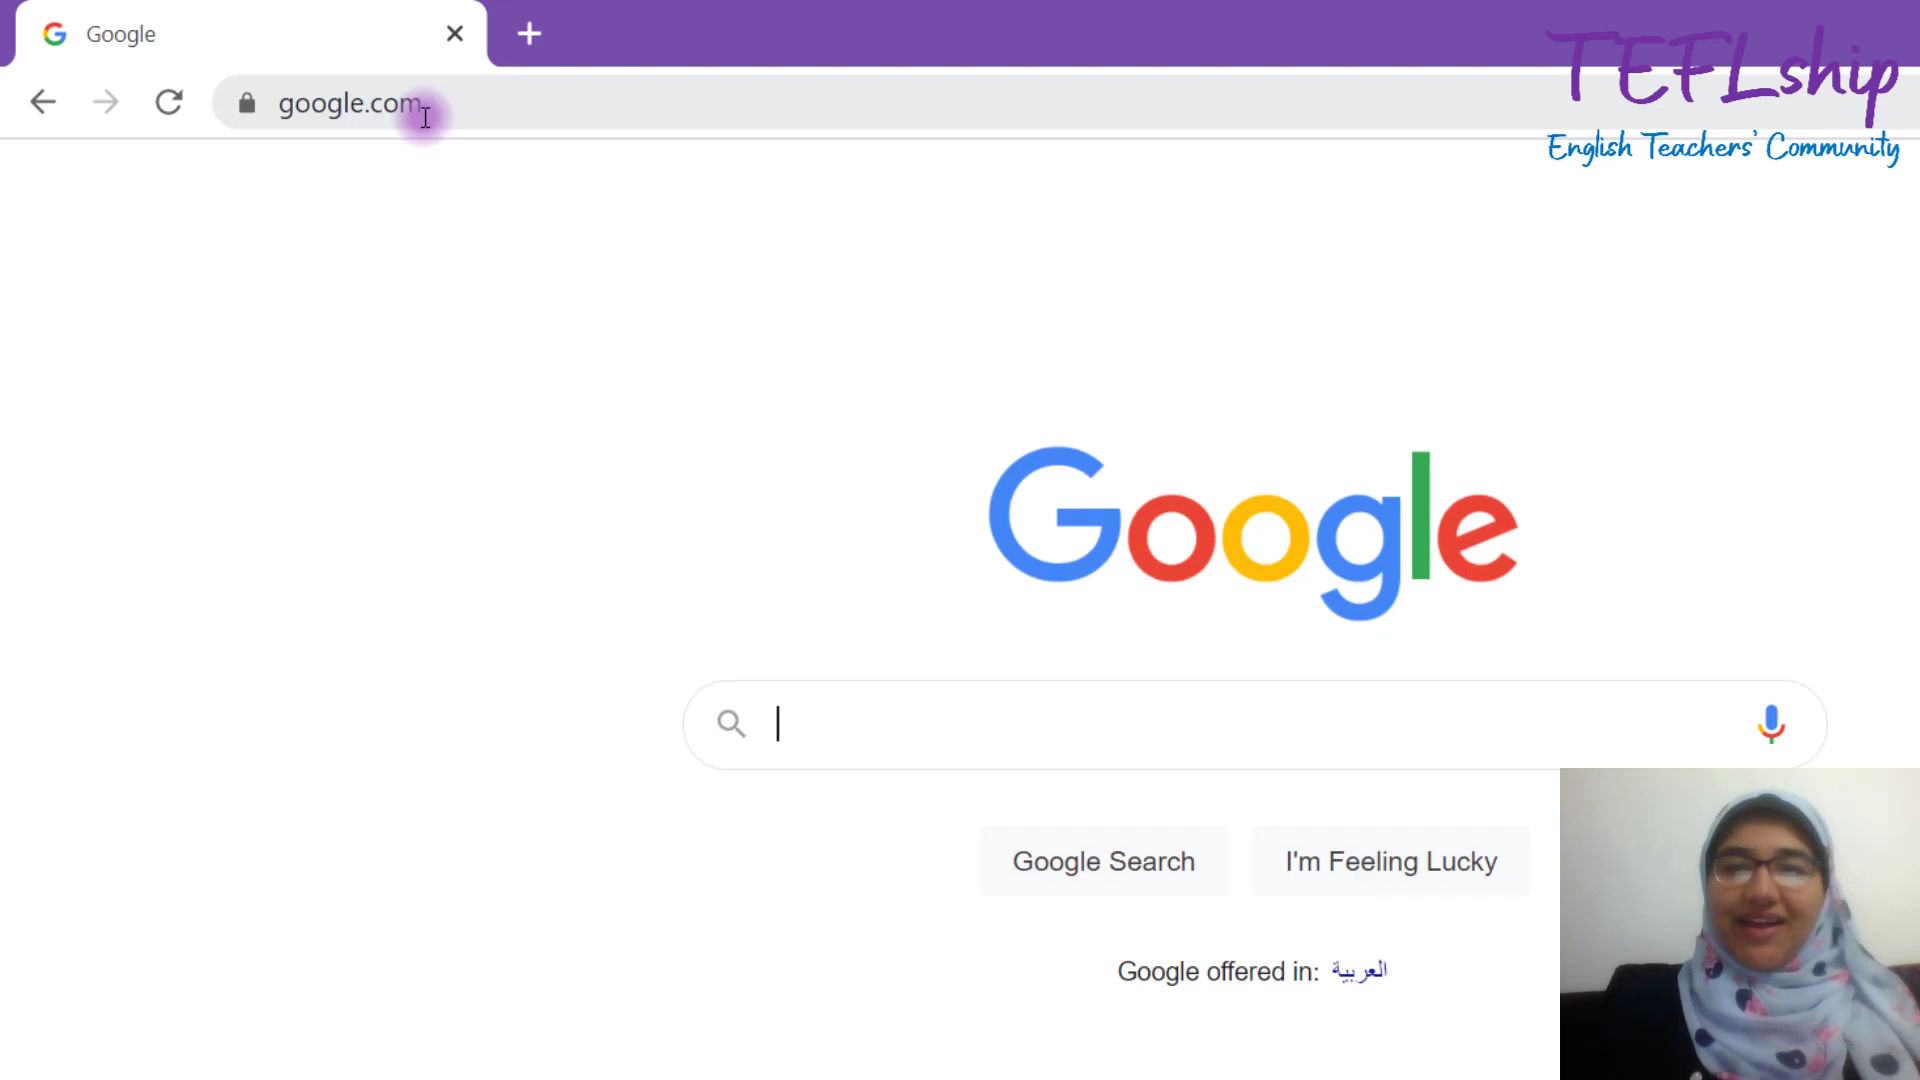 Google
google.com
TEFLship
English Teachers' Community
Google
Google Search
I'm Feeling Lucky
Google offered in: العربية